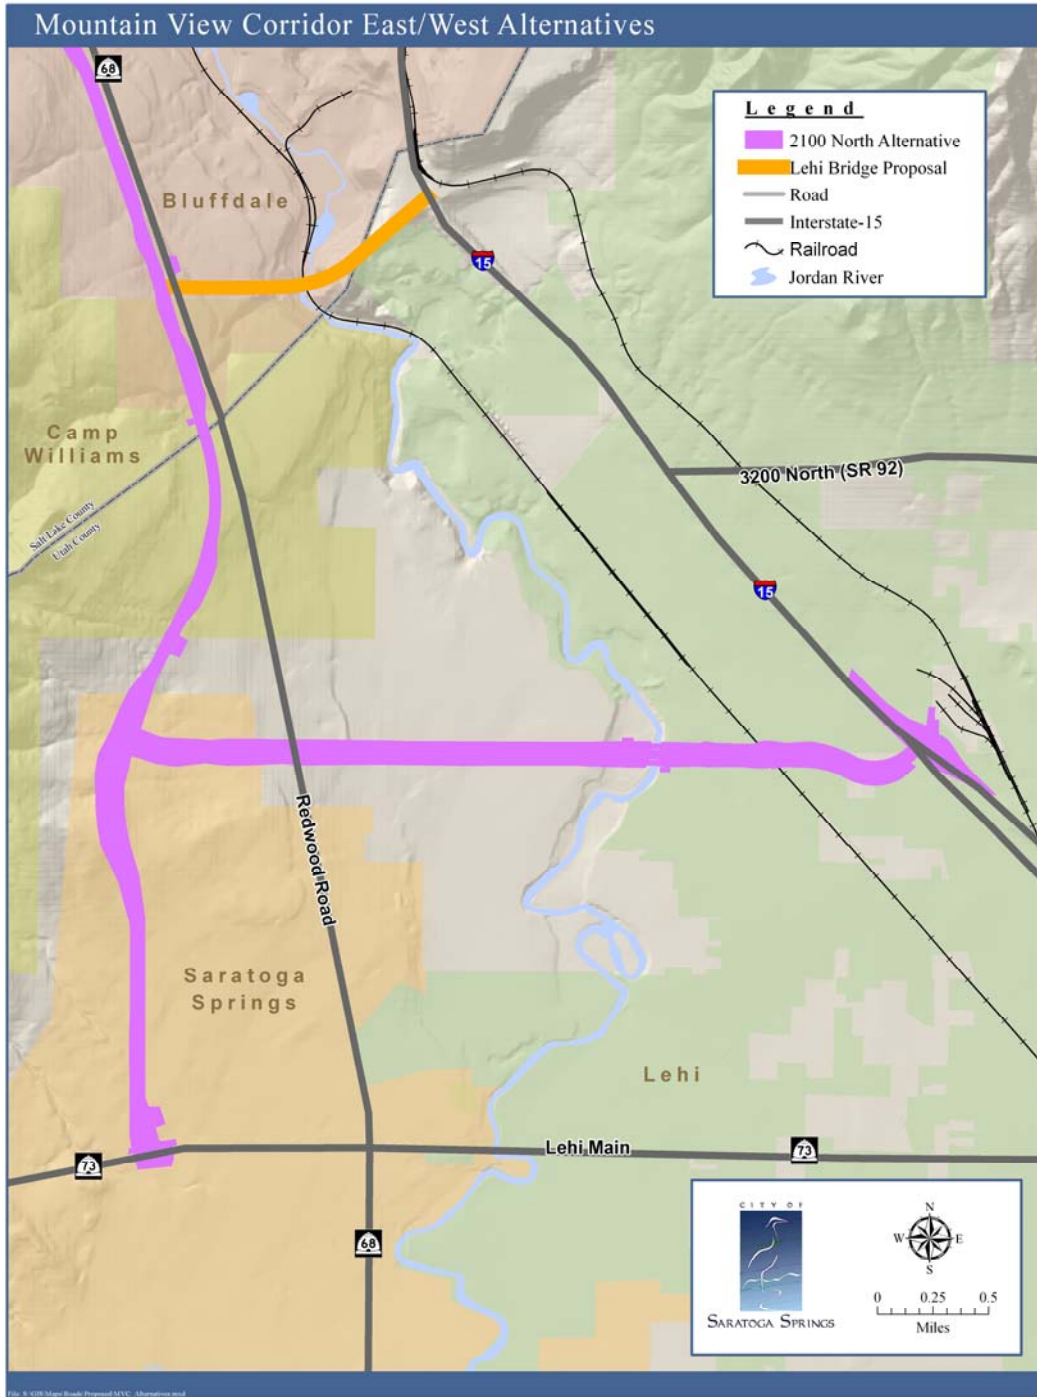 Mountain View Corridor East/West Alternatives
68
Legend
2100 North Alternative
Lehi Bridge Proposal
Road
Interstate-15
Railroad
Jordan River
Bluffdale
15
Camp
Williams
3200 North (SR 92)
Salt Lake County
Utah County
15
Redwood Road
Saratoga
Springs
Lehi
Lehi Main
73
73
68
CITY OF
SARATOGA SPRINGS
N
W
E
S
0 0.25 0.5
Miles